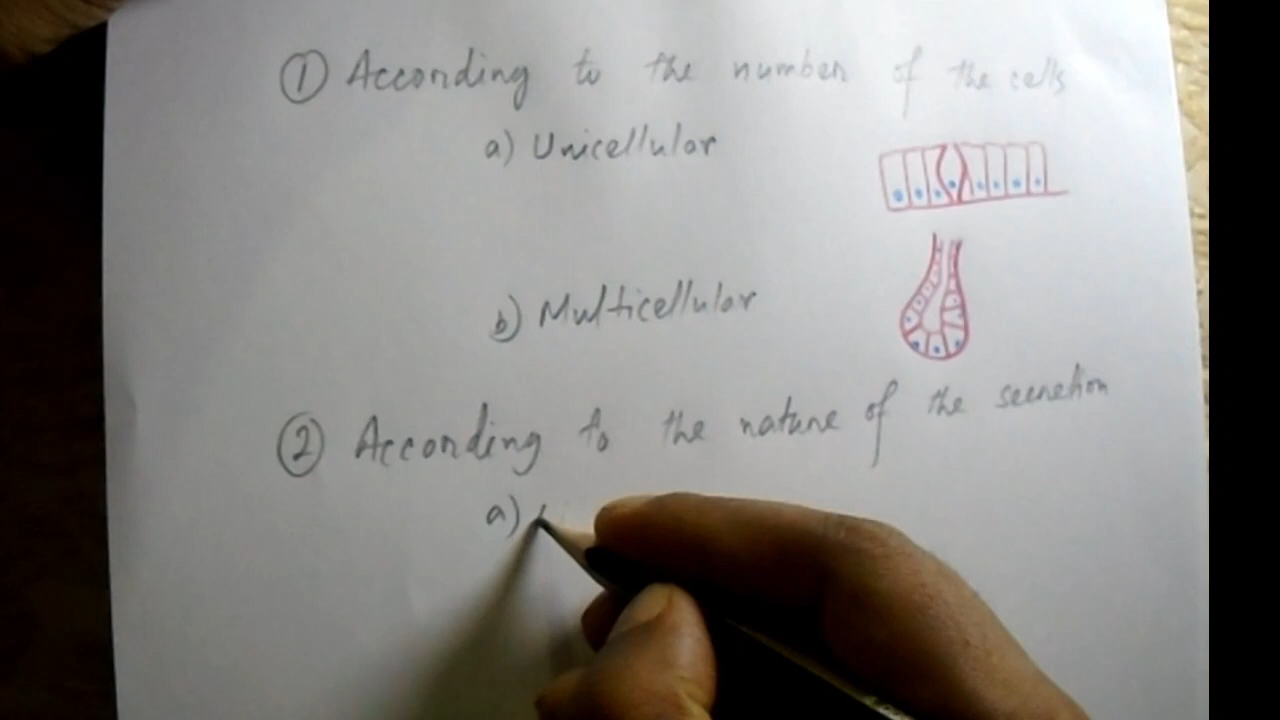 ① According to the number of the cells
a) Unicellular
b) Multicellular
② According to the nature of the secretion
a)